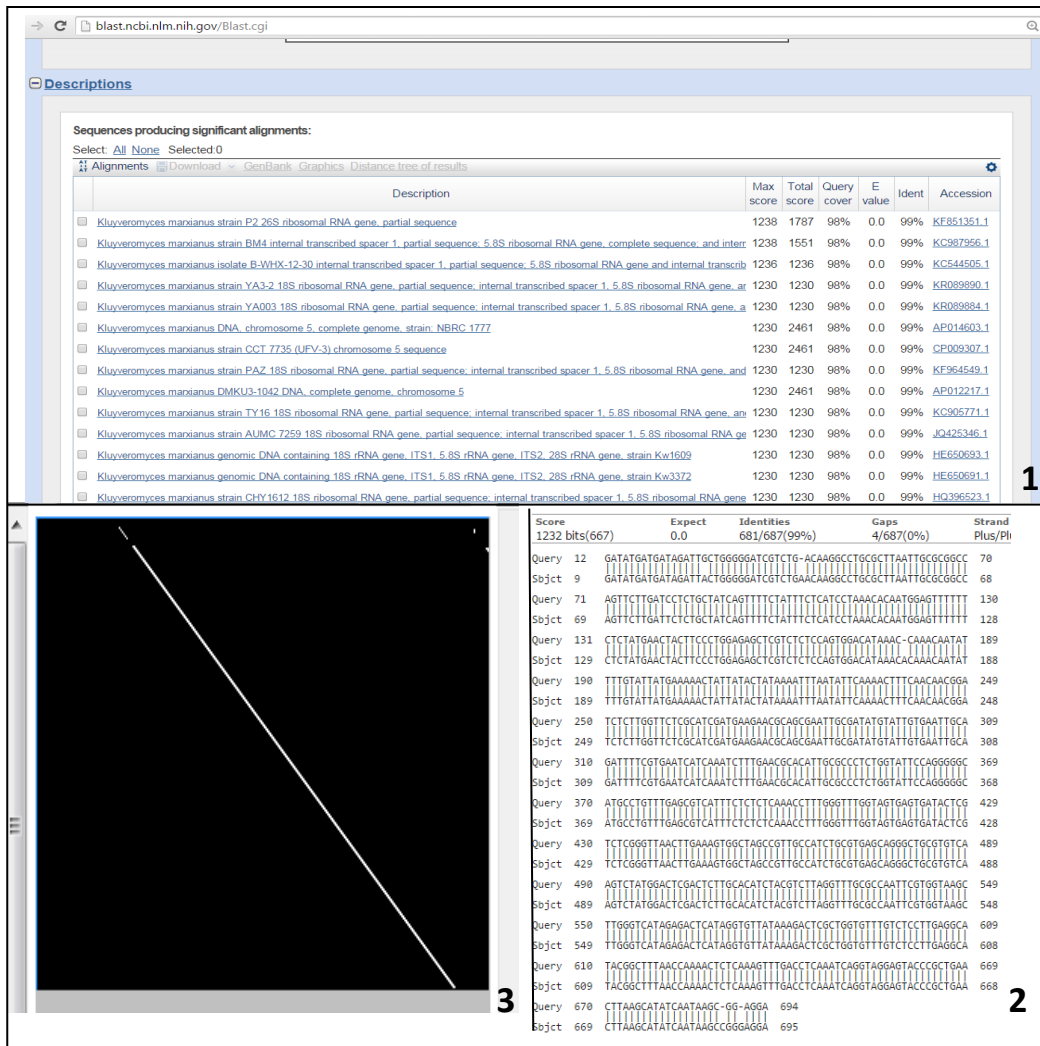 blast.ncbi.nlm.nih.gov/Blast.cgi
Descriptions
Sequences producing significant alignments:
Select: All None Selected:0
Alignments Download GenBank Graphics Distance tree of results
Description Max score Total score Query cover E value Ident Accession
Kluyveromyces marxianus strain P2 26S ribosomal RNA gene, partial sequence 1238 1787 98% 0.0 99% KF851351.1
Kluyveromyces marxianus strain BM4 internal transcribed spacer 1, partial sequence; 5.8S ribosomal RNA gene, complete sequence; and intern 1238 1551 98% 0.0 99% KC987956.1
Kluyveromyces marxianus isolate B-WHX-12-30 internal transcribed spacer 1, partial sequence; 5.8S ribosomal RNA gene and internal transcrib 1236 1236 98% 0.0 99% KC544505.1
Kluyveromyces marxianus strain YA3-2 18S ribosomal RNA gene, partial sequence; internal transcribed spacer 1, 5.8S ribosomal RNA gene, ar 1230 1230 98% 0.0 99% KR089890.1
Kluyveromyces marxianus strain YA003 18S ribosomal RNA gene, partial sequence; internal transcribed spacer 1, 5.8S ribosomal RNA gene, a 1230 1230 98% 0.0 99% KR089884.1
Kluyveromyces marxianus DNA, chromosome 5, complete genome, strain: NBRC 1777 1230 2461 98% 0.0 99% AP014603.1
Kluyveromyces marxianus strain CCT 7735 (UFV-3) chromosome 5 sequence 1230 2461 98% 0.0 99% CP009307.1
Kluyveromyces marxianus strain PAZ 18S ribosomal RNA gene, partial sequence; internal transcribed spacer 1, 5.8S ribosomal RNA gene, and 1230 1230 98% 0.0 99% KF964549.1
Kluyveromyces marxianus DMKU3-1042 DNA, complete genome, chromosome 5 1230 2461 98% 0.0 99% AP012217.1
Kluyveromyces marxianus strain TY16 18S ribosomal RNA gene, partial sequence; internal transcribed spacer 1, 5.8S ribosomal RNA gene, an 1230 1230 98% 0.0 99% KC905771.1
Kluyveromyces marxianus strain AUMC 7259 18S ribosomal RNA gene, partial sequence; internal transcribed spacer 1, 5.8S ribosomal RNA ge 1230 1230 98% 0.0 99% JQ425346.1
Kluyveromyces marxianus genomic DNA containing 18S rRNA gene, ITS1, 5.8S rRNA gene, ITS2, 28S rRNA gene, strain Kw1609 1230 1230 98% 0.0 99% HE650693.1
Kluyveromyces marxianus genomic DNA containing 18S rRNA gene, ITS1, 5.8S rRNA gene, ITS2, 28S rRNA gene, strain Kw3372 1230 1230 98% 0.0 99% HE650691.1
Kluyveromyces marxianus strain CHY1612 18S ribosomal RNA gene, partial sequence; internal transcribed spacer 1, 5.8S ribosomal RNA gene 1230 1230 98% 0.0 99% HQ396523.1
1
3
Score Expect Identities Gaps Strand
1232 bits(667) 0.0 681/687(99%) 4/687(0%) Plus/Pl
Query 12 GATATGATGATAGATTGCTGGGGGATCGTCTG-ACAAGGCCTGCGCTTAATTGCGCGGCC 70
Sbjct 9 GATATGATGATAGATTACTGGGGGATCGTCTGAACAAGGCCTGCGCTTAATTGCGCGGCC 68
Query 71 AGTTCTTGATCCTCTGCTATCAGTTTTCTATTTCTCATCCTAAACACAATGGAGTTTTTT 130
Sbjct 69 AGTTCTTGATTCTCTGCTATCAGTTTTCTATTTCTCATCCTAAACACAATGGAGTTTTTT 128
Query 131 CTCTATGAACTACTTCCCTGGAGAGCTCGTCTCTCCAGTGGACATAAAC-CAAACAATAT 189
Sbjct 129 CTCTATGAACTACTTCCCTGGAGAGCTCGTCTCTCCAGTGGACATAAACACAAACAATAT 188
Query 190 TTTGTATTATGAAAAACTATTATACTATAAAATTTAATATTCAAAACTTTCAACAACGGA 249
Sbjct 189 TTTGTATTATGAAAAACTATTATACTATAAAATTTAATATTCAAAACTTTCAACAACGGA 248
Query 250 TCTCTTGGTTCTCGCATCGATGAAGAACGCAGCGAATTGCGATATGTATTGTGAATTGCA 309
Sbjct 249 TCTCTTGGTTCTCGCATCGATGAAGAACGCAGCGAATTGCGATATGTATTGTGAATTGCA 308
Query 310 GATTTTCGTGAATCATCAAATCTTTGAACGCACATTGCGCCCTCTGGTATTCCAGGGGGC 369
Sbjct 309 GATTTTCGTGAATCATCAAATCTTTGAACGCACATTGCGCCCTCTGGTATTCCAGGGGGC 368
Query 370 ATGCCTGTTTGAGCGTCATTTCTCTCTCAAACCTTTGGGTTTGGTAGTGAGTGATACTCG 429
Sbjct 369 ATGCCTGTTTGAGCGTCATTTCTCTCTCAAACCTTTGGGTTTGGTAGTGAGTGATACTCG 428
Query 430 TCTCGGGTTAACTTGAAAGTGGCTAGCCGTTGCCATCTGCGTGAGCAGGGCTGCGTGTCA 489
Sbjct 429 TCTCGGGTTAACTTGAAAGTGGCTAGCCGTTGCCATCTGCGTGAGCAGGGCTGCGTGTCA 488
Query 490 AGTCTATGGACTCGACTCTTGCACATCTACGTCTTAGGTTTGCGCCAATTCGTGGTAAGC 549
Sbjct 489 AGTCTATGGACTCGACTCTTGCACATCTACGTCTTAGGTTTGCGCCAATTCGTGGTAAGC 548
Query 550 TTGGGTCATAGAGACTCATAGGTGTTATAAAGACTCGCTGGTGTTTGTCTCCTTGAGGCA 609
Sbjct 549 TTGGGTCATAGAGACTCATAGGTGTTATAAAGACTCGCTGGTGTTTGTCTCCTTGAGGCA 608
Query 610 TACGGCTTTAACCAAAACTCTCAAAGTTTGACCTCAAATCAGGTAGGAGTACCCGCTGAA 669
Sbjct 609 TACGGCTTTAACCAAAACTCTCAAAGTTTGACCTCAAATCAGGTAGGAGTACCCGCTGAA 668
Query 670 CTTAAGCATATCAATAAGC-GG-AGGA 694
Sbjct 669 CTTAAGCATATCAATAAGCCGGGAGGA 695
2